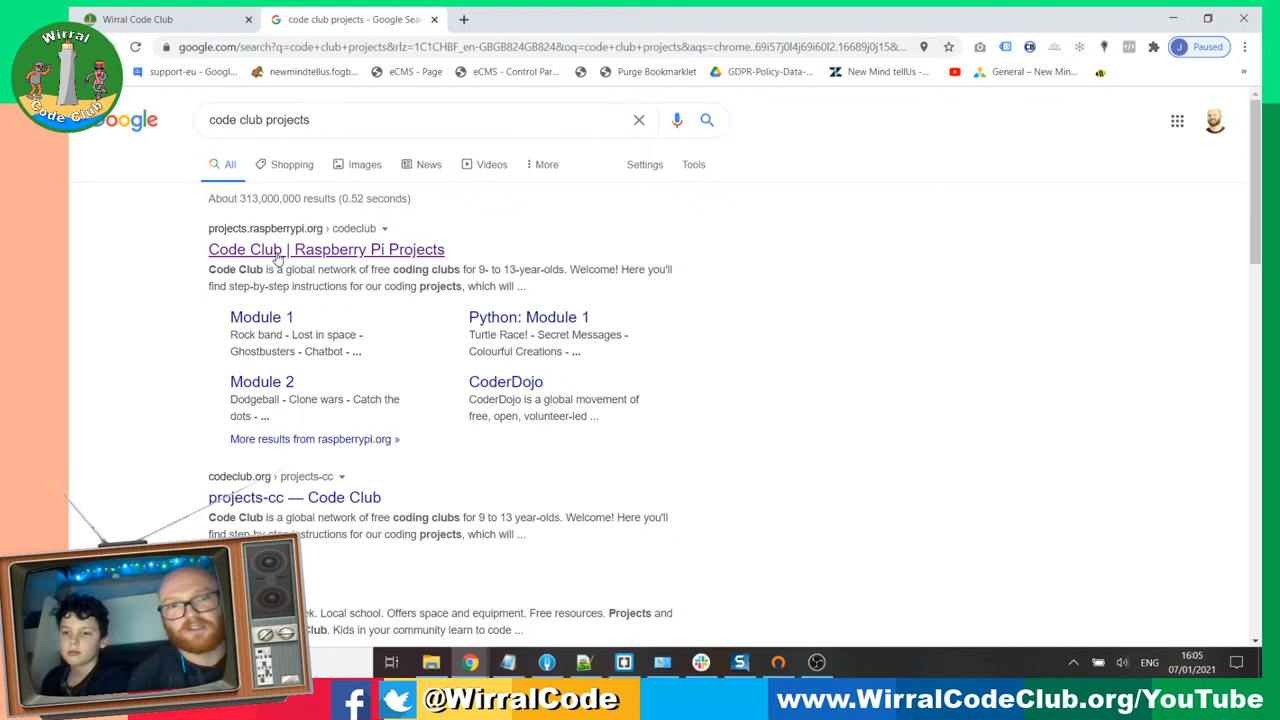 Wirral Code Club
code club projects - Google Sea
google.com/search?q=code+club+projects&rlz=1C1CHBF_en-GBGB824GB824&oq=code+club+projects&aqs=chrome..69i57j0l4j69i60l2.16689j0j15&...
J Paused
support-eu - Googl...
newmindtellus.fogb...
eCMS - Page
eCMS - Control Par...
Purge Bookmarklet
GDPR-Policy-Data-...
New Mind tellUs -...
General – New Min...
Wirral
Code Club
oogle
code club projects
All
Shopping
Images
News
Videos
More
Settings
Tools
About 313,000,000 results (0.52 seconds)
projects.raspberrypi.org › codeclub
Code Club | Raspberry Pi Projects
Code Club is a global network of free coding clubs for 9- to 13-year-olds. Welcome! Here you'll
find step-by-step instructions for our coding projects, which will ...
Module 1
Rock band - Lost in space -
Ghostbusters - Chatbot - ...
Python: Module 1
Turtle Race! - Secret Messages -
Colourful Creations - ...
Module 2
Dodgeball - Clone wars - Catch the
dots - ...
CoderDojo
CoderDojo is a global movement of
free, open, volunteer-led ...
More results from raspberrypi.org »
codeclub.org › projects-cc
projects-cc — Code Club
Code Club is a global network of free coding clubs for 9 to 13 year-olds. Welcome! Here you'll
find step-by-step instructions for our coding projects, which will ...
ek. Local school. Offers space and equipment. Free resources. Projects and
lub. Kids in your community learn to code ...
ENG
16:05
07/01/2021
@WirralCode
www.WirralCodeClub.org/YouTube